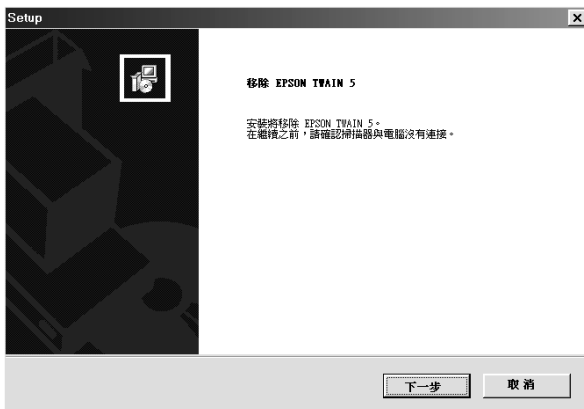 Setup
移除 EPSON TWAIN 5
安裝將移除 EPSON TWAIN 5。
在繼續之前，請確認掃描器與電腦沒有連接。
下一步
取消